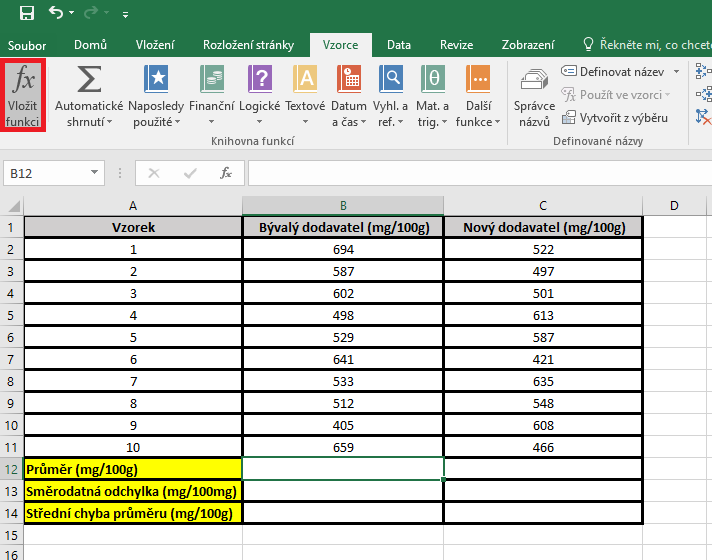 Soubor Domů Vložení Rozložení stránky Vzorce Data Revize Zobrazení Řekněte mi, co chcete
fx Σ ? A θ Definovat název
Vložit Automatické Naposledy Finanční Logické Textové Datum Vyhl. a Mat. a Další Správce Použít ve vzorci
funkci shrnutí použité a čas ref. trig. funkce názvů Vytvořit z výběru
Knihovna funkcí Definované názvy
B12 fx
A B C D
1 Vzorek Bývalý dodavatel (mg/100g) Nový dodavatel (mg/100g)
2 1 694 522
3 2 587 497
4 3 602 501
5 4 498 613
6 5 529 587
7 6 641 421
8 7 533 635
9 8 512 548
10 9 405 608
11 10 659 466
12 Průměr (mg/100g)
13 Směrodatná odchylka (mg/100mg)
14 Střední chyba průměru (mg/100g)
15
16